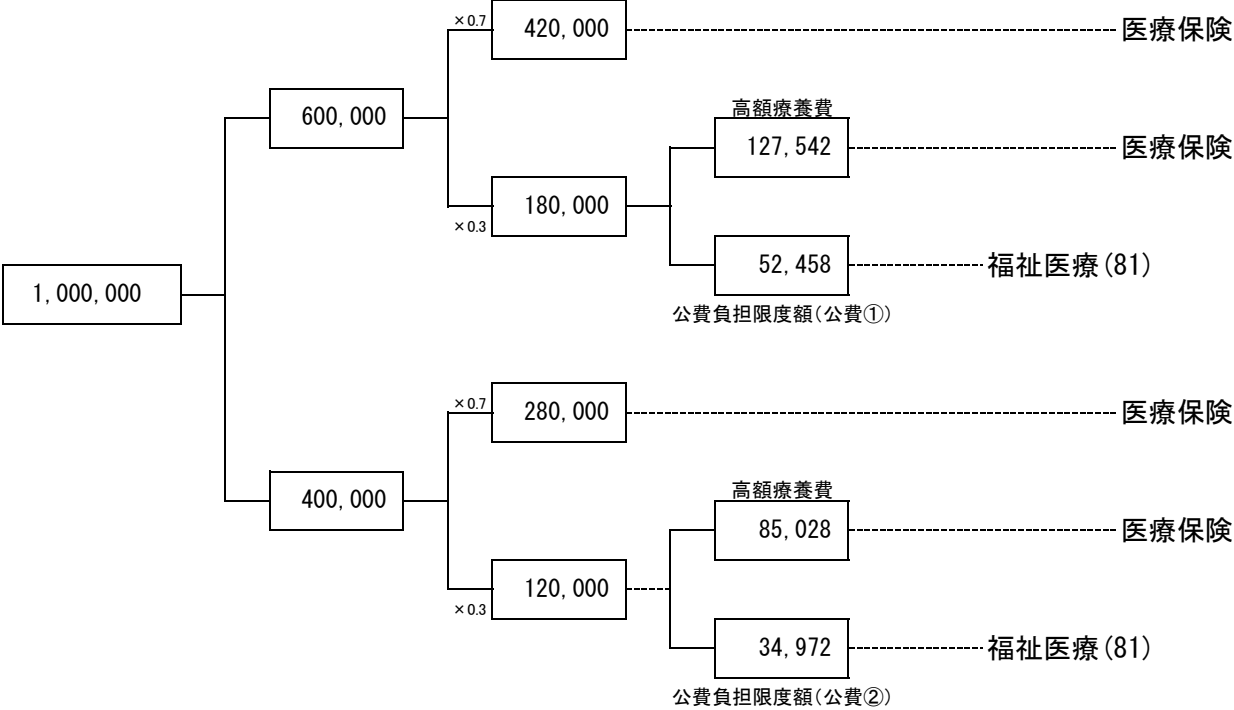 ×0.7
420,000
医療保険
600,000
高額療養費
127,542
医療保険
×0.3
180,000
52,458
福祉医療(81)
公費負担限度額(公費①)
1,000,000
×0.7
280,000
医療保険
400,000
高額療養費
85,028
医療保険
×0.3
120,000
34,972
福祉医療(81)
公費負担限度額(公費②)